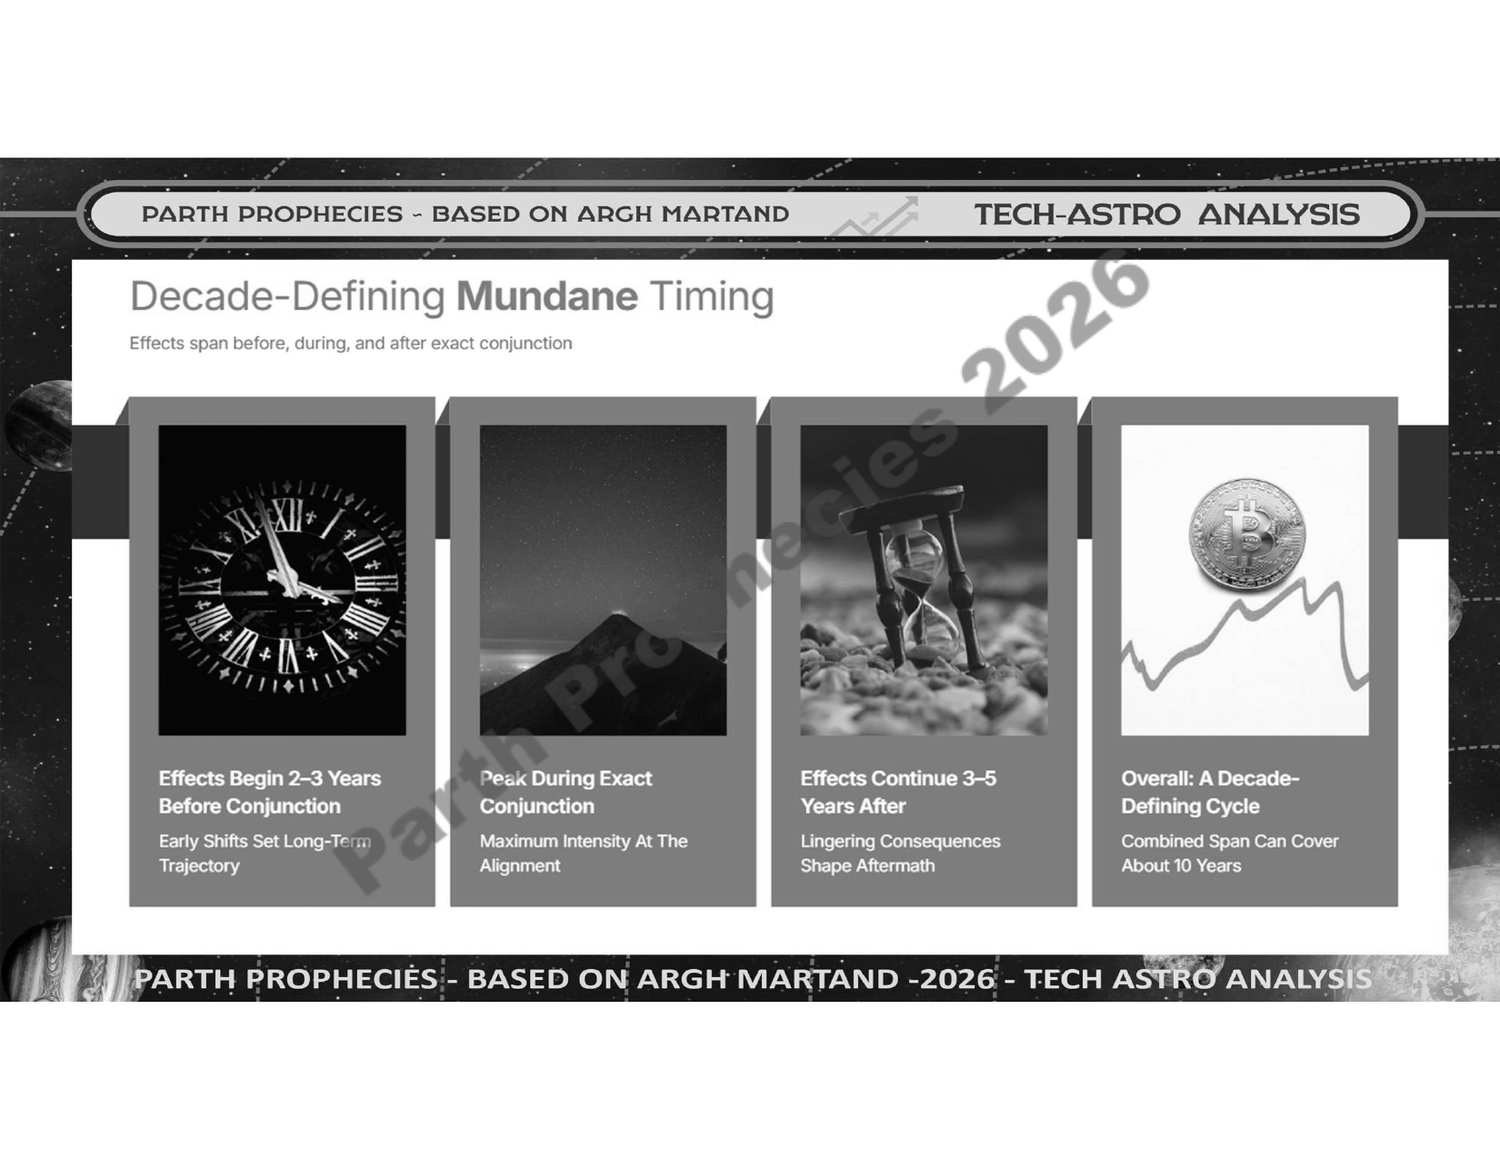 PARTH PROPHECIES ~ BASED ON ARGH MARTAND
TECH-ASTRO ANALYSIS
Decade-Defining Mundane Timing
Effects span before, during, and after exact conjunction
Effects Begin 2–3 Years
Before Conjunction
Early Shifts Set Long-Term
Trajectory
Peak During Exact
Conjunction
Maximum Intensity At The
Alignment
Effects Continue 3–5
Years After
Lingering Consequences
Shape Aftermath
Overall: A Decade-
Defining Cycle
Combined Span Can Cover
About 10 Years
Parth Prophecies 2026
PARTH PROPHECIES - BASED ON ARGH MARTAND -2026 - TECH ASTRO ANALYSIS